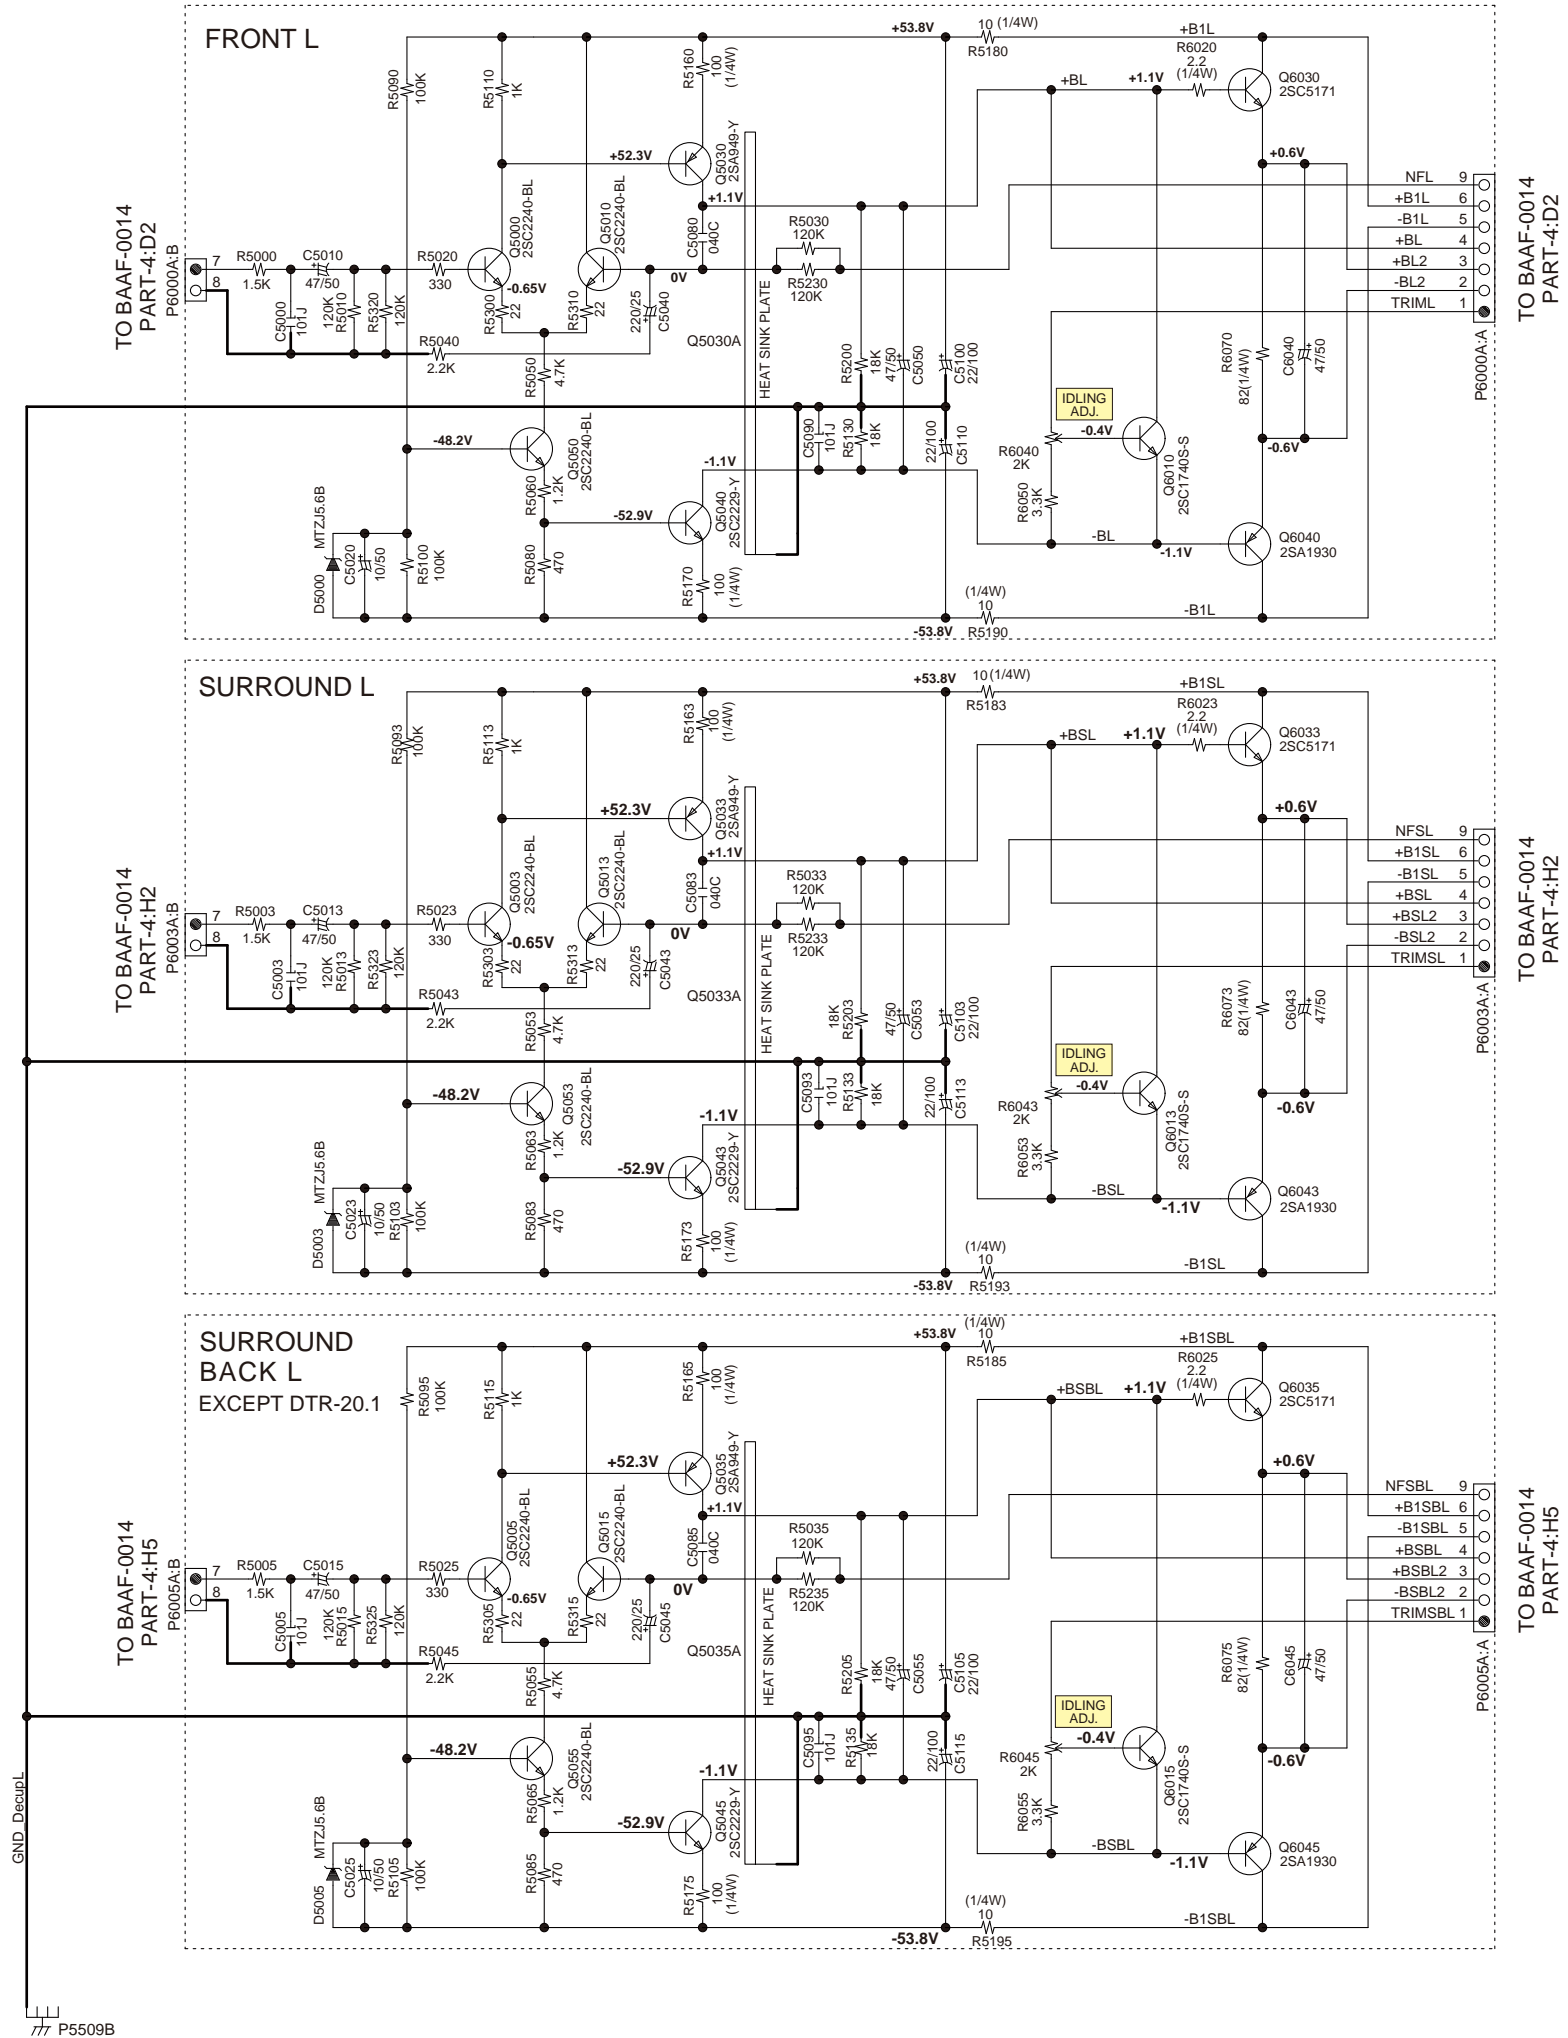 FRONT L
+53.8V
10 (1/4W)
R5180
+B1L
R6020
2.2
(1/4W)
Q6030
2SC5171
+BL
+1.1V
R5090
100K
R5110
1K
R5160
100
(1/4W)
+52.3V
Q5030
2SA949-Y
+1.1V
+0.6V
Q5000
2SC2240-BL
Q5010
2SC2240-BL
C5080
040C
R5030
120K
R5230
120K
NFL 9
+B1L 6
-B1L 5
+BL 4
+BL2 3
-BL2 2
TRIML 1
P6000A:A
TO BAAF-0014
PART-4:D2
TO BAAF-0014
PART-4:D2
P6000A:B
7
8
R5000
1.5K
C5010
47/50
R5020
330
C5000
101J
120K
R5010
R5320
120K
-0.65V
R5300
22
R5310
22
220/25
C5040
0V
R5040
2.2K
R5050
4.7K
Q5030A
HEAT SINK PLATE
R5200
18K
47/50
C5050
C5100
22/100
R6070
82(1/4W)
C6040
47/50
IDLING
ADJ.
-0.4V
-48.2V
Q5050
2SC2240-BL
R5060
1.2K
C5090
101J
R5130
18K
22/100
C5110
R6040
2K
R6050
3.3K
Q6010
2SC1740S-S
-0.6V
-1.1V
-52.9V
Q5040
2SC2229-Y
MTZJ5.6B
D5000
C5020
10/50
R5100
100K
R5080
470
R5170
100
(1/4W)
-BL
-1.1V
Q6040
2SA1930
-53.8V
(1/4W)
10
R5190
-B1L
SURROUND L
+53.8V
10(1/4W)
R5183
+B1SL
R6023
2.2
(1/4W)
Q6033
2SC5171
+BSL
+1.1V
R5093
100K
R5113
1K
R5163
100
(1/4W)
+52.3V
Q5033
2SA949-Y
+1.1V
+0.6V
Q5003
2SC2240-BL
Q5013
2SC2240-BL
C5083
040C
R5033
120K
R5233
120K
NFSL 9
+B1SL 6
-B1SL 5
+BSL 4
+BSL2 3
-BSL2 2
TRIMSL 1
P6003A:A
TO BAAF-0014
PART-4:H2
TO BAAF-0014
PART-4:H2
P6003A:B
7
8
R5003
1.5K
C5013
47/50
R5023
330
C5003
101J
120K
R5013
R5323
120K
-0.65V
R5303
22
R5313
22
220/25
C5043
0V
R5043
2.2K
R5053
4.7K
Q5033A
HEAT SINK PLATE
18K
R5203
47/50
C5053
C5103
22/100
R6073
82(1/4W)
C6043
47/50
IDLING
ADJ.
-0.4V
-48.2V
Q5053
2SC2240-BL
R5063
1.2K
C5093
101J
R5133
18K
22/100
C5113
R6043
2K
R6053
3.3K
Q6013
2SC1740S-S
-0.6V
-1.1V
-52.9V
Q5043
2SC2229-Y
MTZJ5.6B
D5003
C5023
10/50
R5103
100K
R5083
470
R5173
100
(1/4W)
-BSL
-1.1V
Q6043
2SA1930
-53.8V
(1/4W)
10
R5193
-B1SL
SURROUND
BACK L
EXCEPT DTR-20.1
+53.8V
(1/4W)
10
R5185
+B1SBL
R6025
2.2
(1/4W)
Q6035
2SC5171
+BSBL
+1.1V
R5095
100K
R5115
1K
R5165
100
(1/4W)
+52.3V
Q5035
2SA949-Y
+1.1V
+0.6V
Q5005
2SC2240-BL
Q5015
2SC2240-BL
C5085
040C
R5035
120K
R5235
120K
NFSBL 9
+B1SBL 6
-B1SBL 5
+BSBL 4
+BSBL2 3
-BSBL2 2
TRIMSBL 1
P6005A:A
TO BAAF-0014
PART-4:H5
TO BAAF-0014
PART-4:H5
P6005A:B
7
8
R5005
1.5K
C5015
47/50
R5025
330
C5005
101J
120K
R5015
R5325
120K
-0.65V
R5305
22
R5315
22
220/25
C5045
0V
R5045
2.2K
R5055
4.7K
Q5035A
HEAT SINK PLATE
R5205
18K
47/50
C5055
C5105
22/100
R6075
82(1/4W)
C6045
47/50
IDLING
ADJ.
-0.4V
-48.2V
Q5055
2SC2240-BL
R5065
1.2K
C5095
101J
R5135
18K
22/100
C5115
R6045
2K
R6055
3.3K
Q6015
2SC1740S-S
-0.6V
-1.1V
-52.9V
Q5045
2SC2229-Y
MTZJ5.6B
D5005
C5025
10/50
R5105
100K
R5085
470
R5175
100
(1/4W)
-BSBL
-1.1V
Q6045
2SA1930
-53.8V
(1/4W)
10
R5195
-B1SBL
GND_DecupL
P5509B